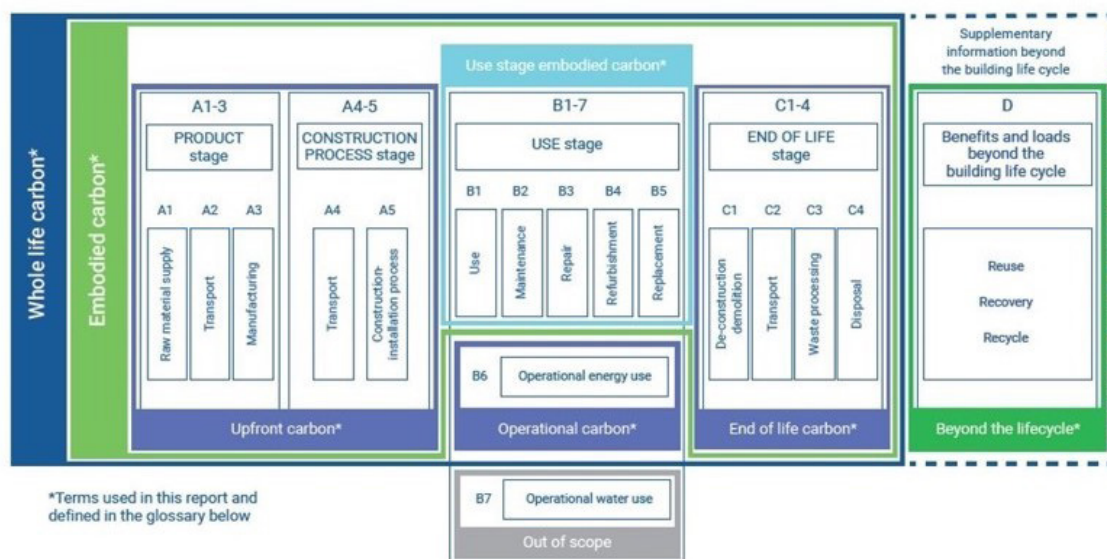 Whole life carbon*
Embodied carbon*
Supplementary
information beyond
the building life cycle
Use stage embodied carbon*
A1-3
PRODUCT
stage
A1
A2
A3
Raw material supply
Transport
Manufacturing
A4-5
CONSTRUCTION
PROCESS stage
A4
A5
Transport
Construction-
installation process
Upfront carbon*
B1-7
USE stage
B1
B2
B3
B4
B5
Use
Maintenance
Repair
Refurbishment
Replacement
B6
Operational energy use
Operational carbon*
B7
Operational water use
Out of scope
C1-4
END OF LIFE
stage
C1
C2
C3
C4
De-construction
demolition
Transport
Waste processing
Disposal
End of life carbon*
D
Benefits and loads
beyond the
building life cycle
Reuse
Recovery
Recycle
Beyond the lifecycle*
*Terms used in this report and
defined in the glossary below